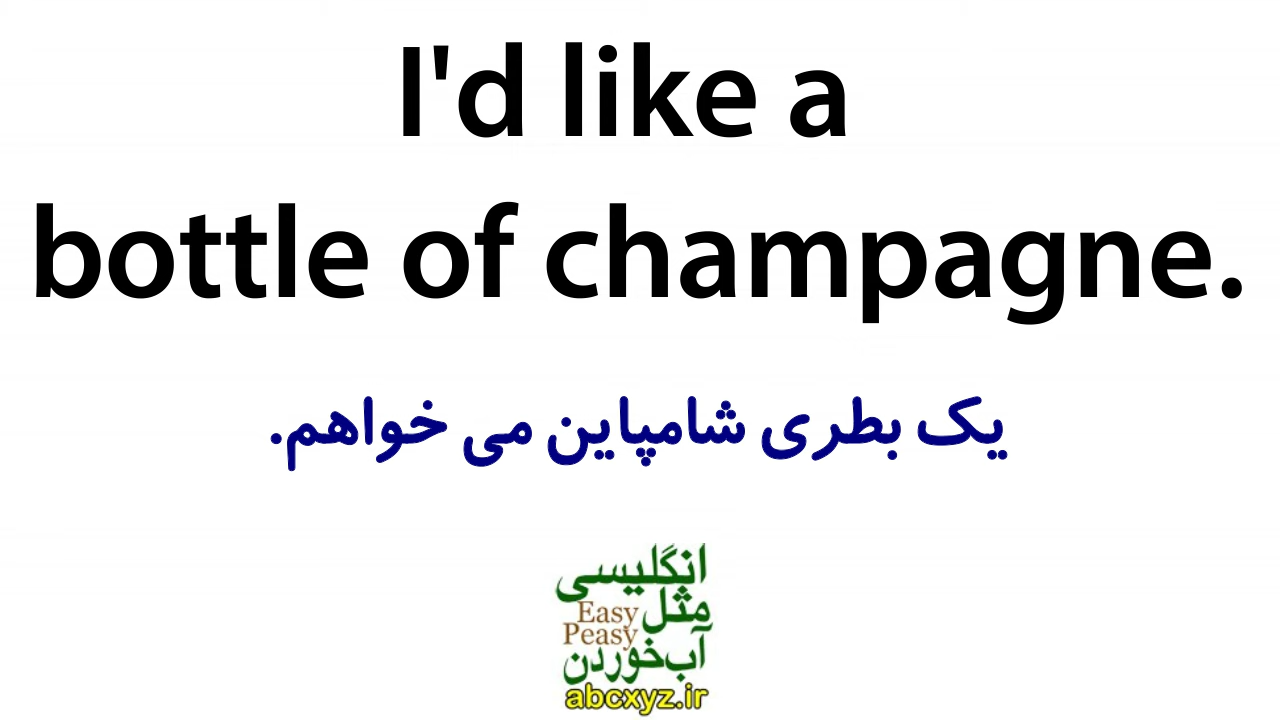 I'd like a
bottle of champagne.
یک بطری شامپاین می خواهم.
انگلیسی
مثل
Easy
Peasy
آب خوردن
abcxyz.ir